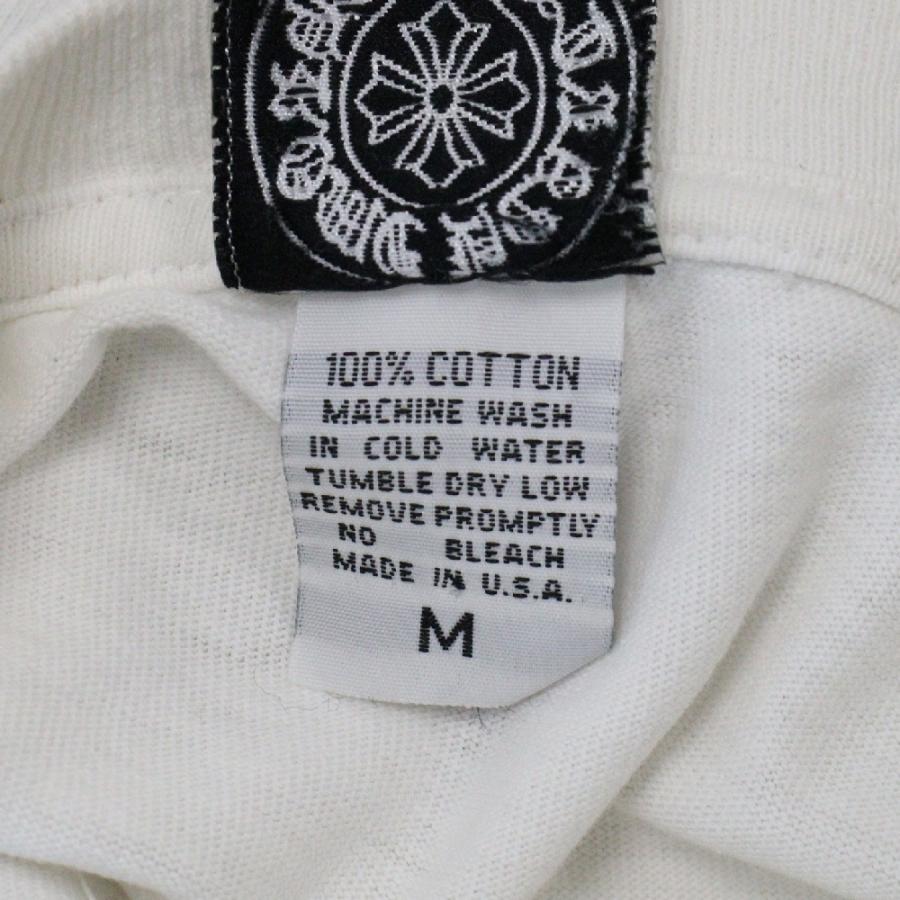 100% COTTON
MACHINE WASH
IN COLD WATER
TUMBLE DRY LOW
REMOVE PROMPTLY
NO BLEACH
MADE IN U.S.A.
M